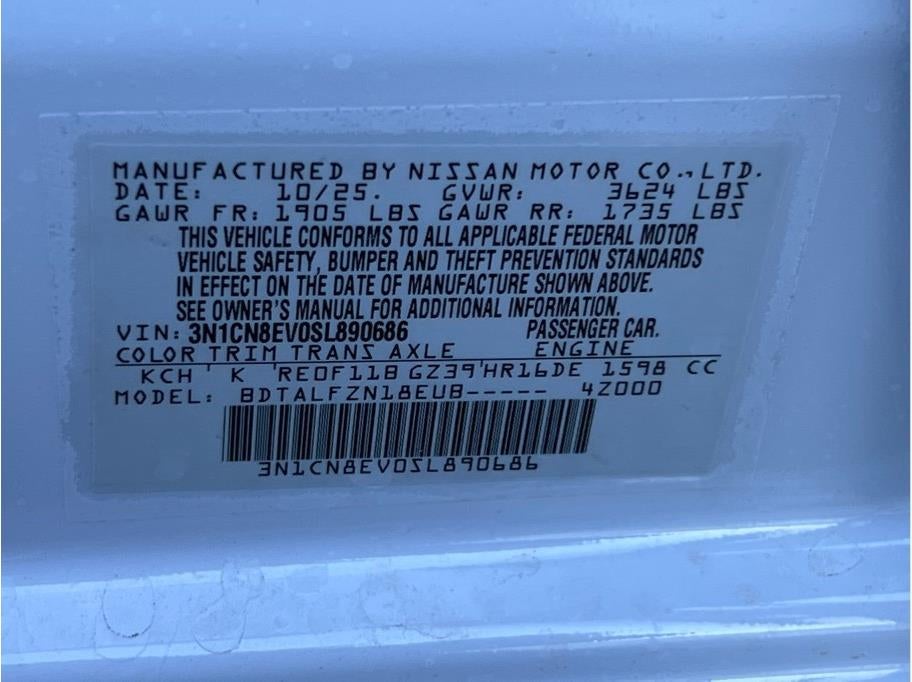 MANUFACTURED BY NISSAN MOTOR CO.,LTD.
DATE: 10/25. GVWR: 3624 LBS
GAWR FR: 1905 LBS GAWR RR: 1735 LBS
THIS VEHICLE CONFORMS TO ALL APPLICABLE FEDERAL MOTOR
VEHICLE SAFETY, BUMPER AND THEFT PREVENTION STANDARDS
IN EFFECT ON THE DATE OF MANUFACTURE SHOWN ABOVE.
SEE OWNER'S MANUAL FOR ADDITIONAL INFORMATION.
VIN: 3N1CN8EV0SL890686 PASSENGER CAR.
COLOR TRIM TRANS AXLE ENGINE
KCH ' K 'RE0F11B GZ39'HR16DE 1598 CC
MODEL: BDTALFZN18EUB----- 4Z000
3N1CN8EV0SL890686